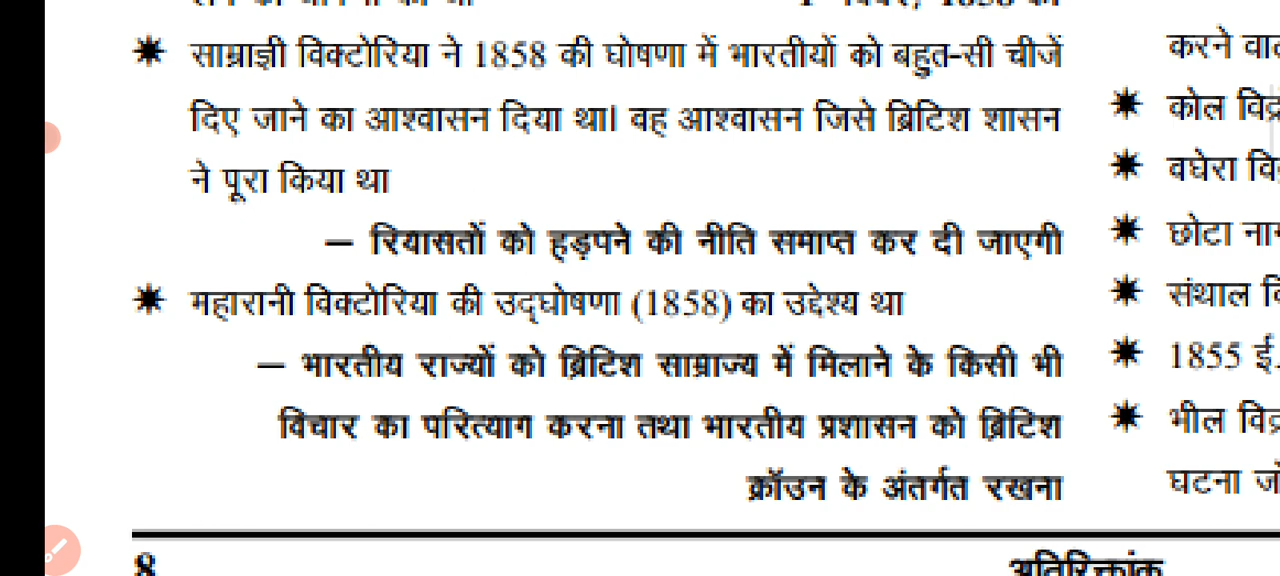 साम्राज्ञी विक्टोरिया ने 1858 की घोषणा में भारतीयों को बहुत-सी चीजें
दिए जाने का आश्वासन दिया था। वह आश्वासन जिसे ब्रिटिश शासन
ने पूरा किया था
– रियासतों को हड़पने की नीति समाप्त कर दी जाएगी
महारानी विक्टोरिया की उद्घोषणा (1858) का उद्देश्य था
– भारतीय राज्यों को ब्रिटिश साम्राज्य में मिलाने के किसी भी
विचार का परित्याग करना तथा भारतीय प्रशासन को ब्रिटिश
क्रॉउन के अंतर्गत रखना
8
अतिरिक्तांक
करने
कोल
वघेरा
छोटा
संथाल
1855 ई.
भील
घटना